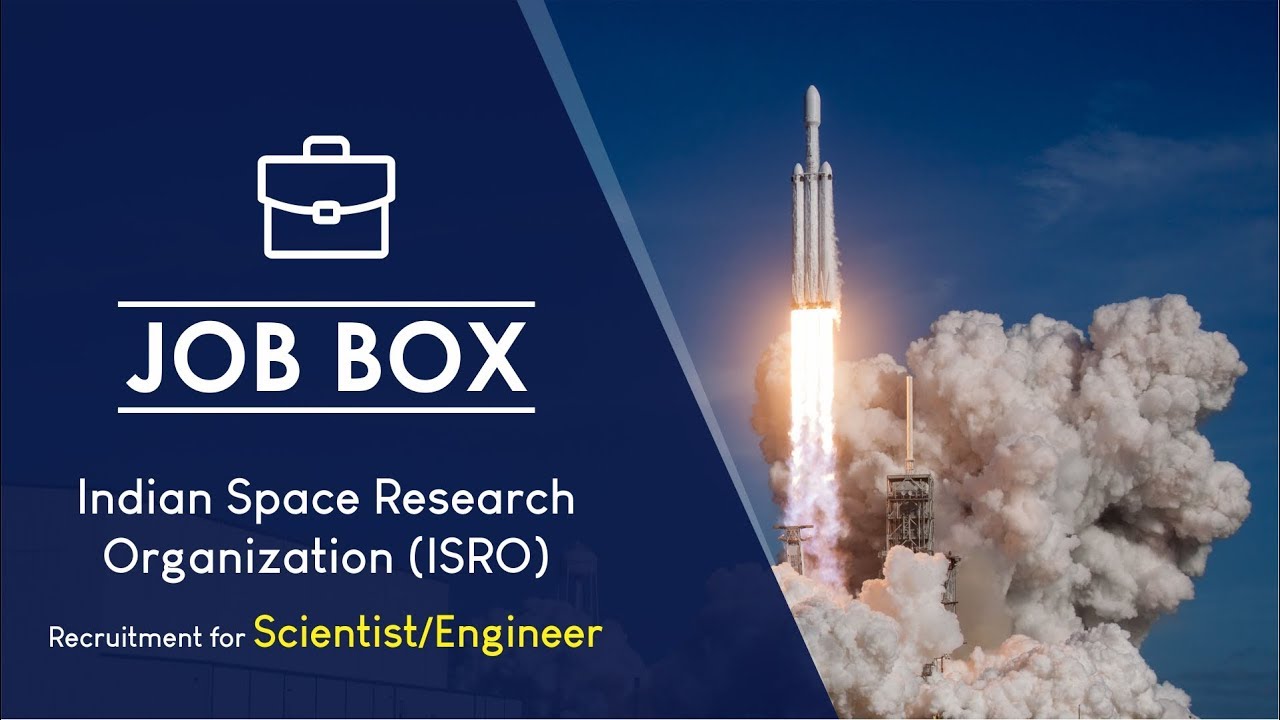 JOB BOX
Indian Space Research
Organization (ISRO)
Recruitment for Scientist/Engineer